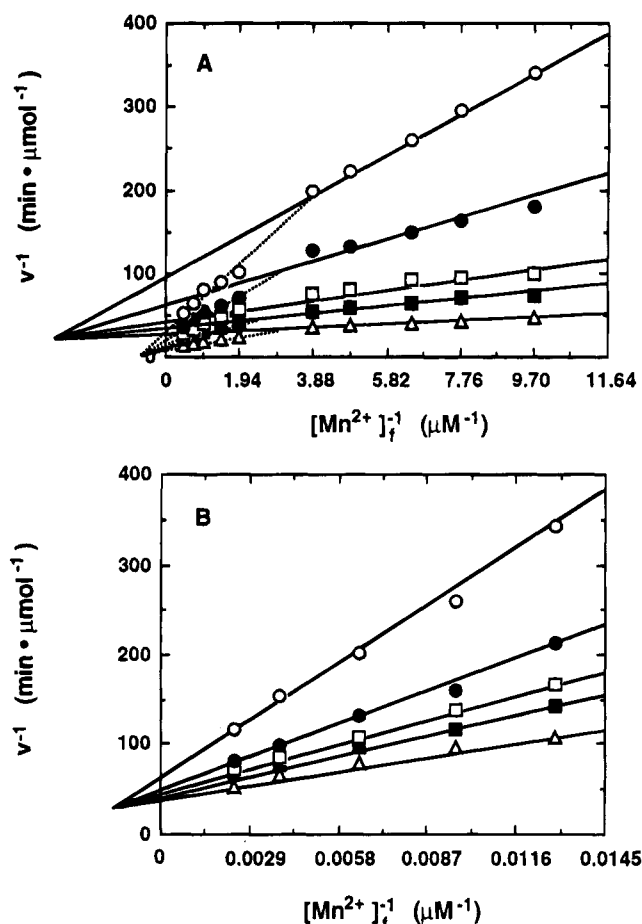 A
400
300
200
100
0
v⁻¹ (min • μmol⁻¹)
0 1.94 3.88 5.82 7.76 9.70 11.64
[Mn²⁺]f⁻¹ (μM⁻¹)
B
400
300
200
100
0
v⁻¹ (min • μmol⁻¹)
0 0.0029 0.0058 0.0087 0.0116 0.0145
[Mn²⁺]f⁻¹ (μM⁻¹)